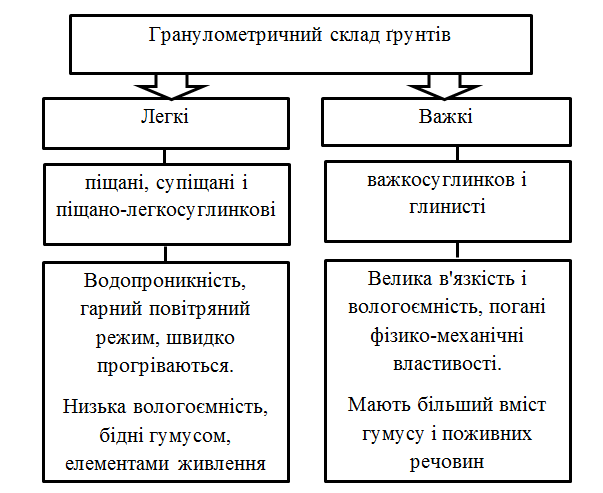 Гранулометричний склад ґрунтів
Легкі
Важкі
піщані, супіщані і
піщано-легкосуглинкові
важкосуглинков і
глинисті
Водопроникність,
гарний повітряний
режим, швидко
прогріваються.
Низька вологоємність,
бідні гумусом,
елементами живлення
Велика в'язкість і
вологоємність, погані
фізико-механічні
властивості.
Мають більший вміст
гумусу і поживних
речовин